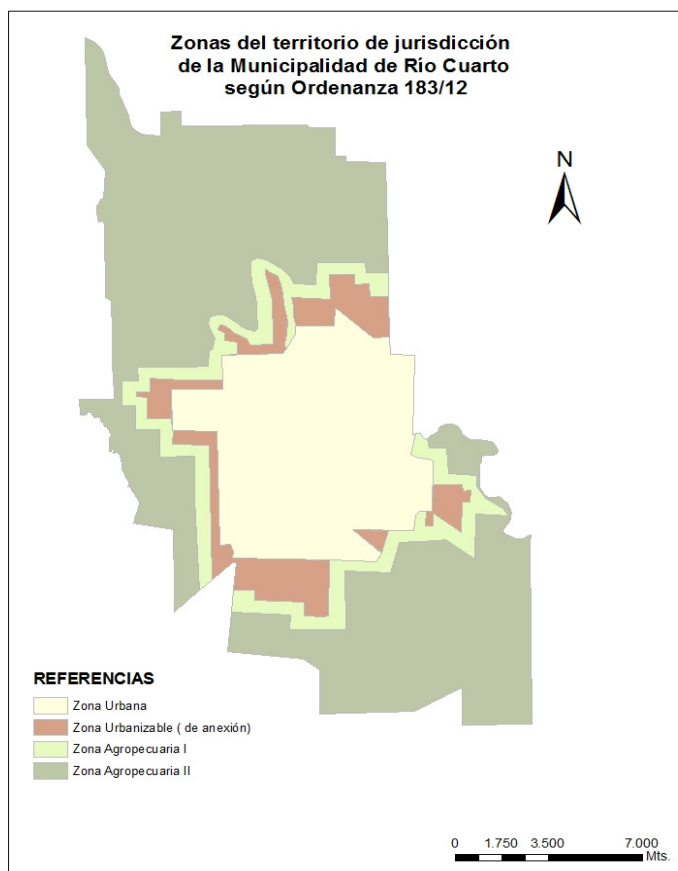 Zonas del territorio de jurisdicción
de la Municipalidad de Río Cuarto
según Ordenanza 183/12
N
REFERENCIAS
Zona Urbana
Zona Urbanizable ( de anexión)
Zona Agropecuaria I
Zona Agropecuaria II
0 1.750 3.500 7.000
Mts.